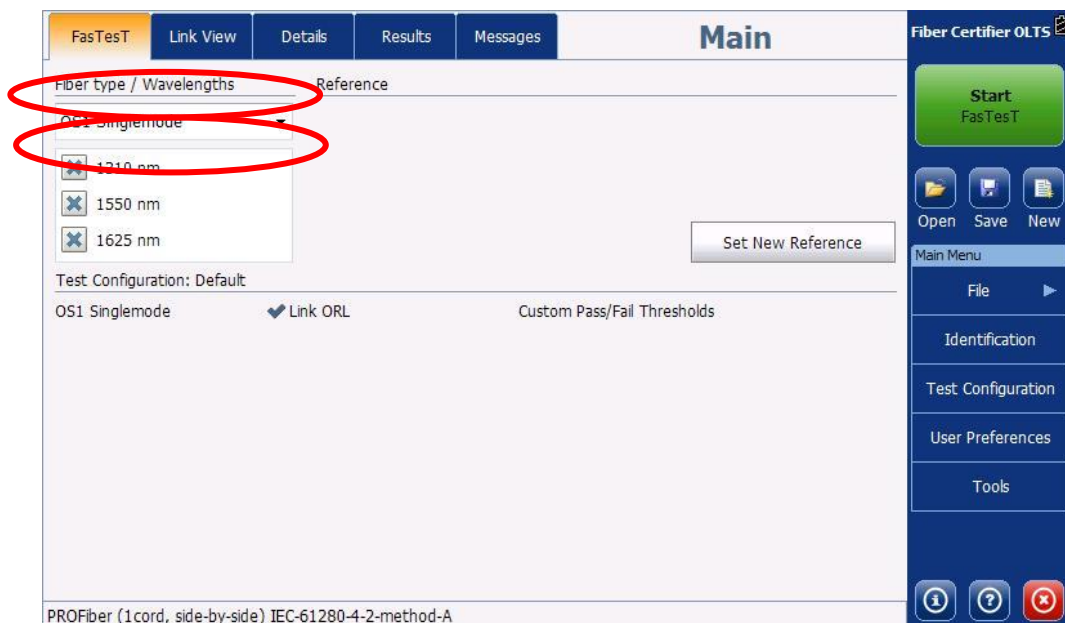 FasTesT Link View Details Results Messages Main
Fiber type / Wavelengths Reference
OS1 Singlemode
1310 nm
1550 nm
1625 nm
Set New Reference
Test Configuration: Default
OS1 Singlemode Link ORL Custom Pass/Fail Thresholds
PROFiber (1cord, side-by-side) IEC-61280-4-2-method-A
Fiber Certifier OLTS
Start
FasTesT
Open Save New
Main Menu
File
Identification
Test Configuration
User Preferences
Tools